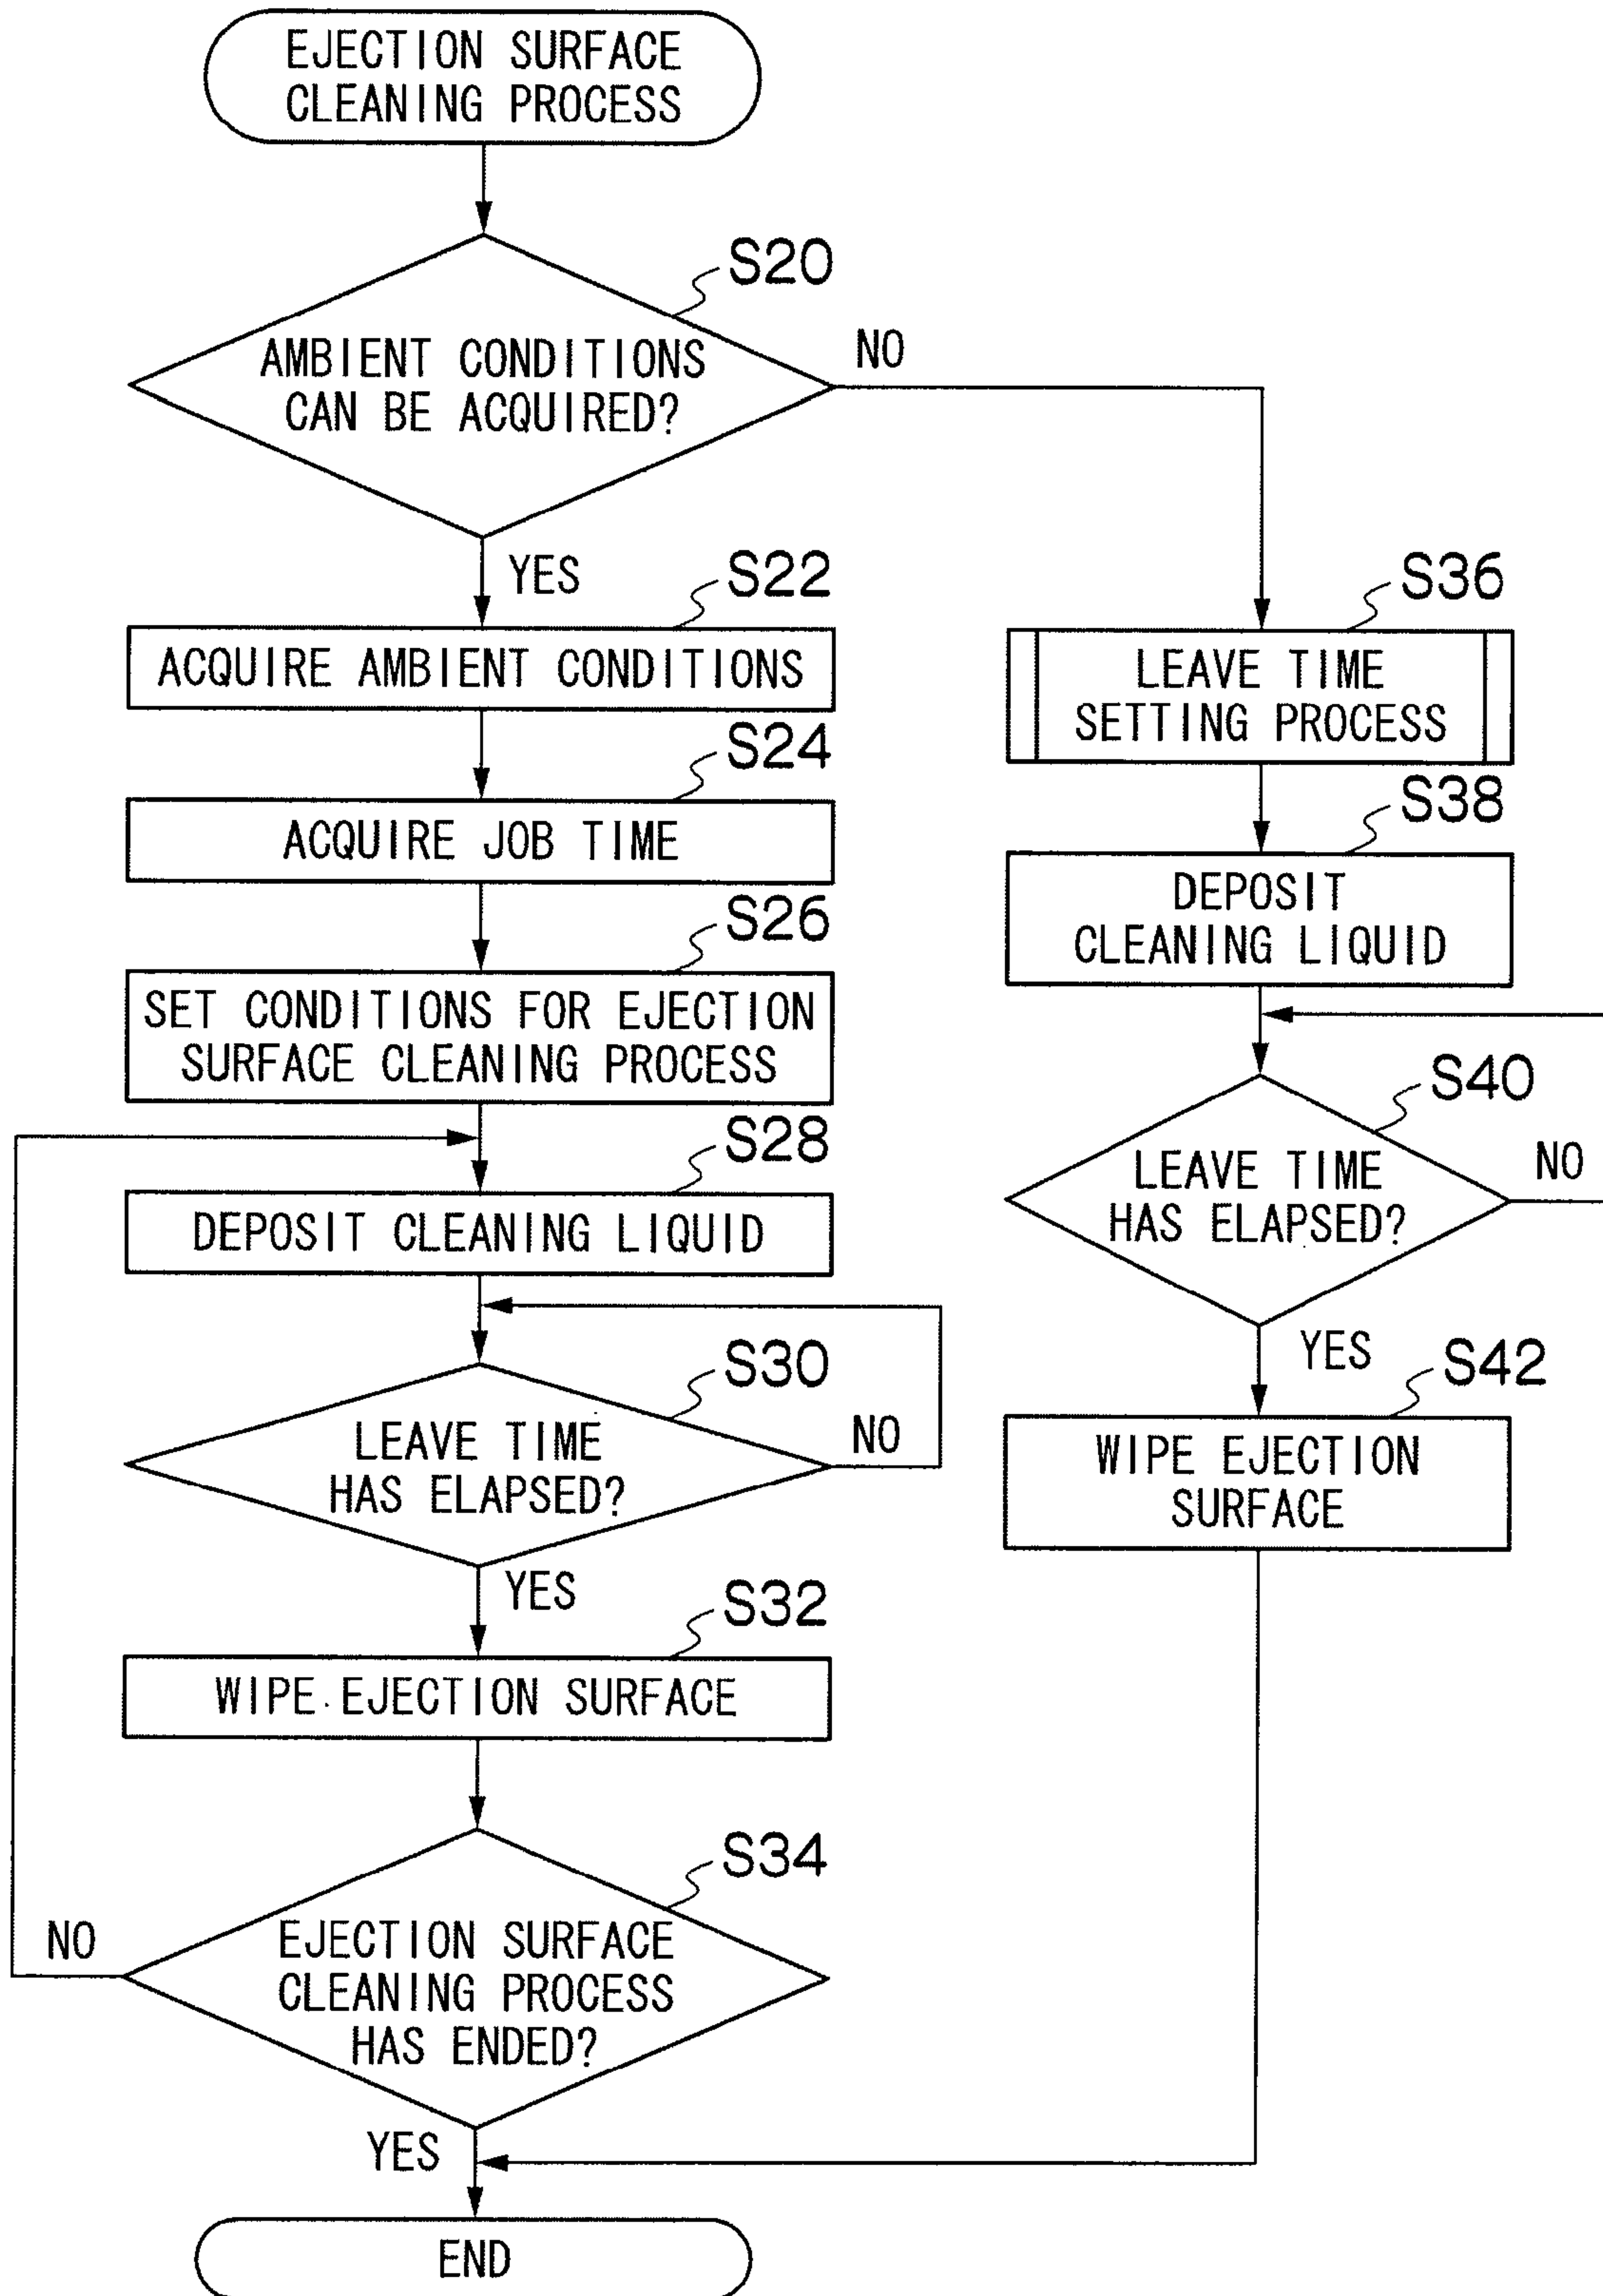 EJECTION SURFACE
CLEANING PROCESS
S20
AMBIENT CONDITIONS
CAN BE ACQUIRED?
NO
YES
S22
ACQUIRE AMBIENT CONDITIONS
S24
ACQUIRE JOB TIME
S26
SET CONDITIONS FOR EJECTION
SURFACE CLEANING PROCESS
S28
DEPOSIT CLEANING LIQUID
S30
LEAVE TIME
HAS ELAPSED?
NO
YES
S32
WIPE EJECTION SURFACE
S34
EJECTION SURFACE
CLEANING PROCESS
HAS ENDED?
NO
YES
S36
LEAVE TIME
SETTING PROCESS
S38
DEPOSIT
CLEANING LIQUID
S40
LEAVE TIME
HAS ELAPSED?
NO
YES
S42
WIPE EJECTION
SURFACE
END